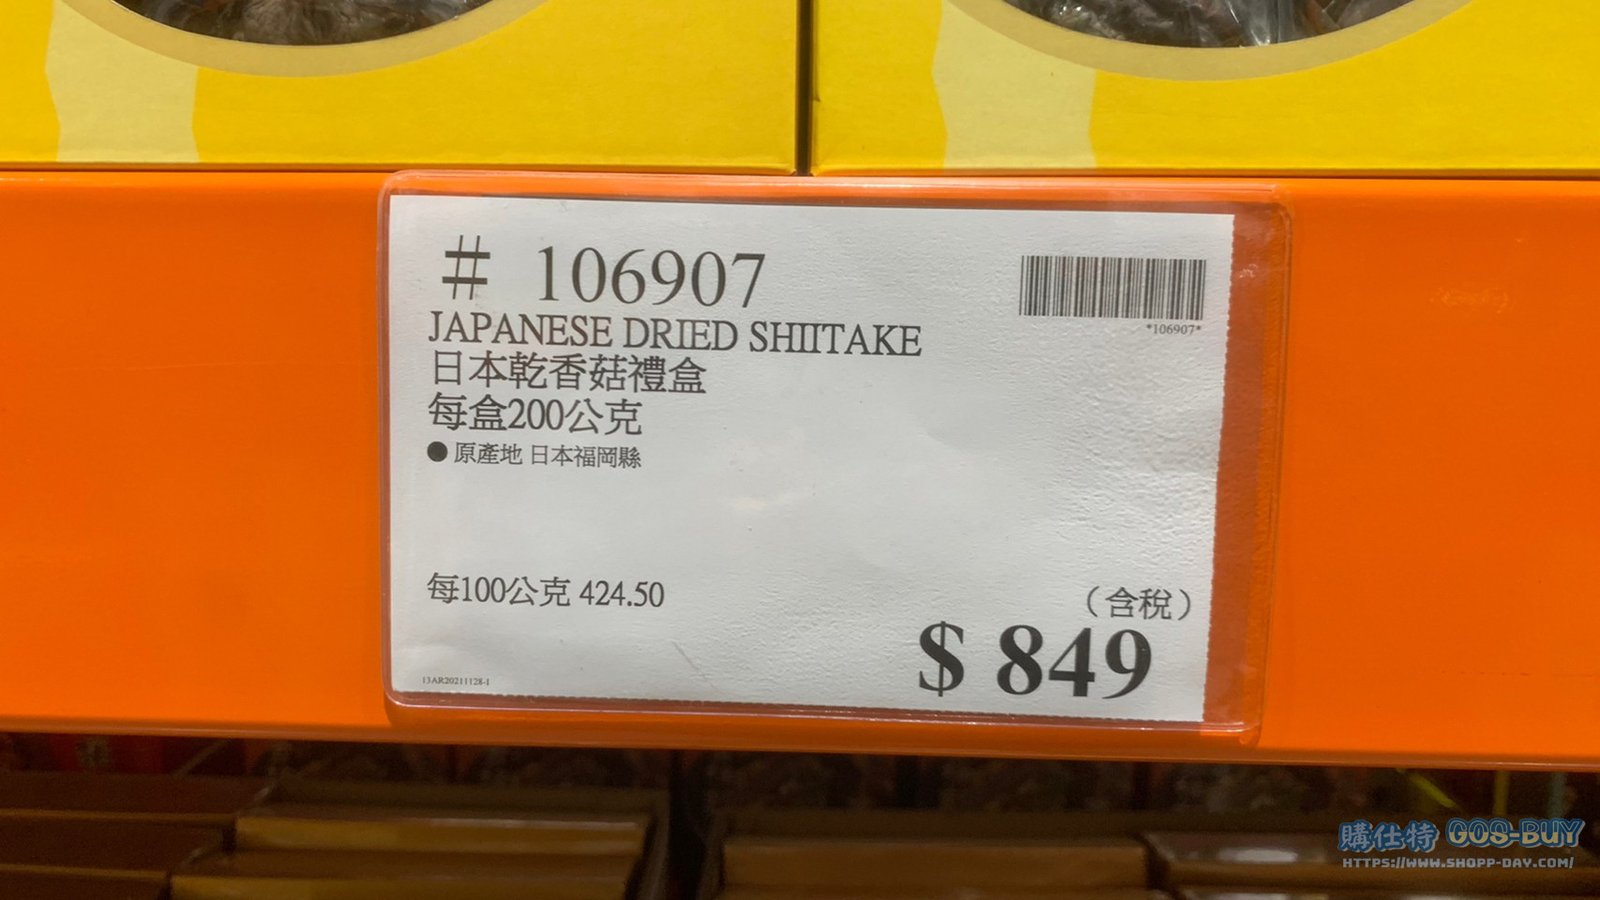 # 106907
*106907*
JAPANESE DRIED SHIITAKE
日本乾香菇禮盒
每盒200公克
● 原產地 日本福岡縣
每100公克 424.50
（含稅）
$ 849
13AR20211128-1
購仕特 GOS-BUY
HTTPS://WWW.SHOPP-DAY.COM/